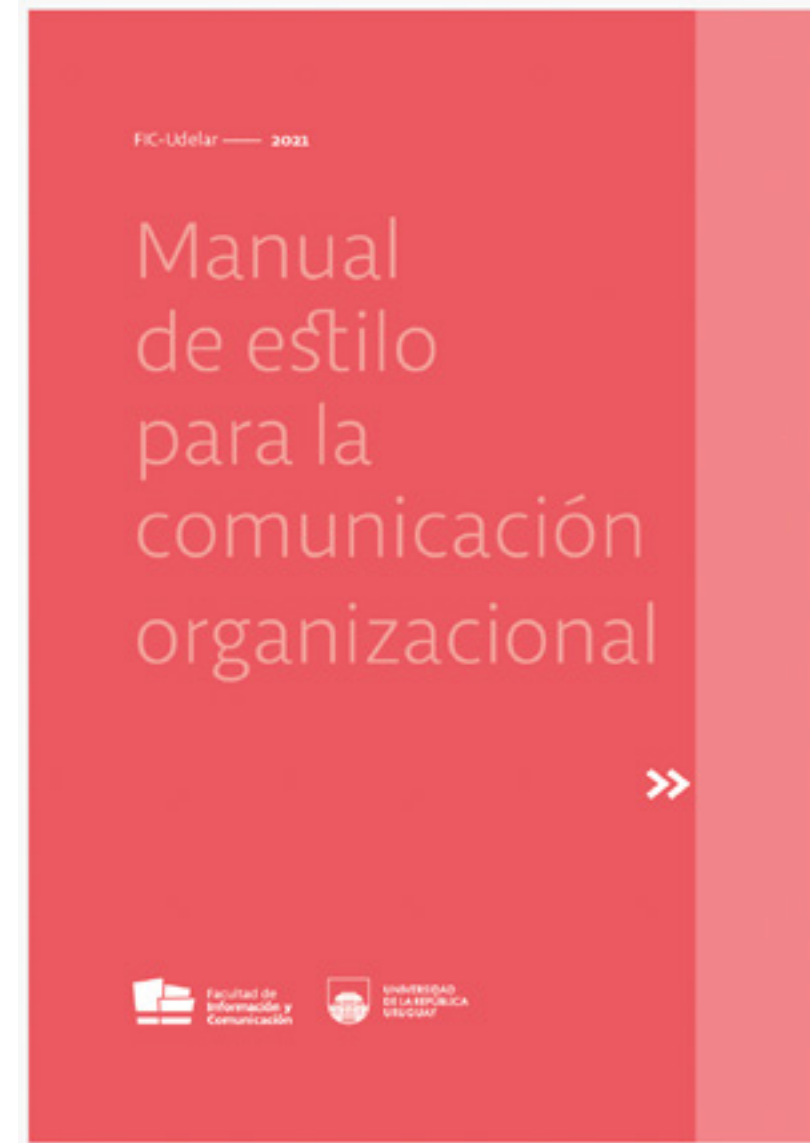 FIC-Udelar —— 2021
Manual
de estilo
para la
comunicación
organizacional
»
Facultad de
Información y
Comunicación
UNIVERSIDAD
DE LA REPÚBLICA
URUGUAY